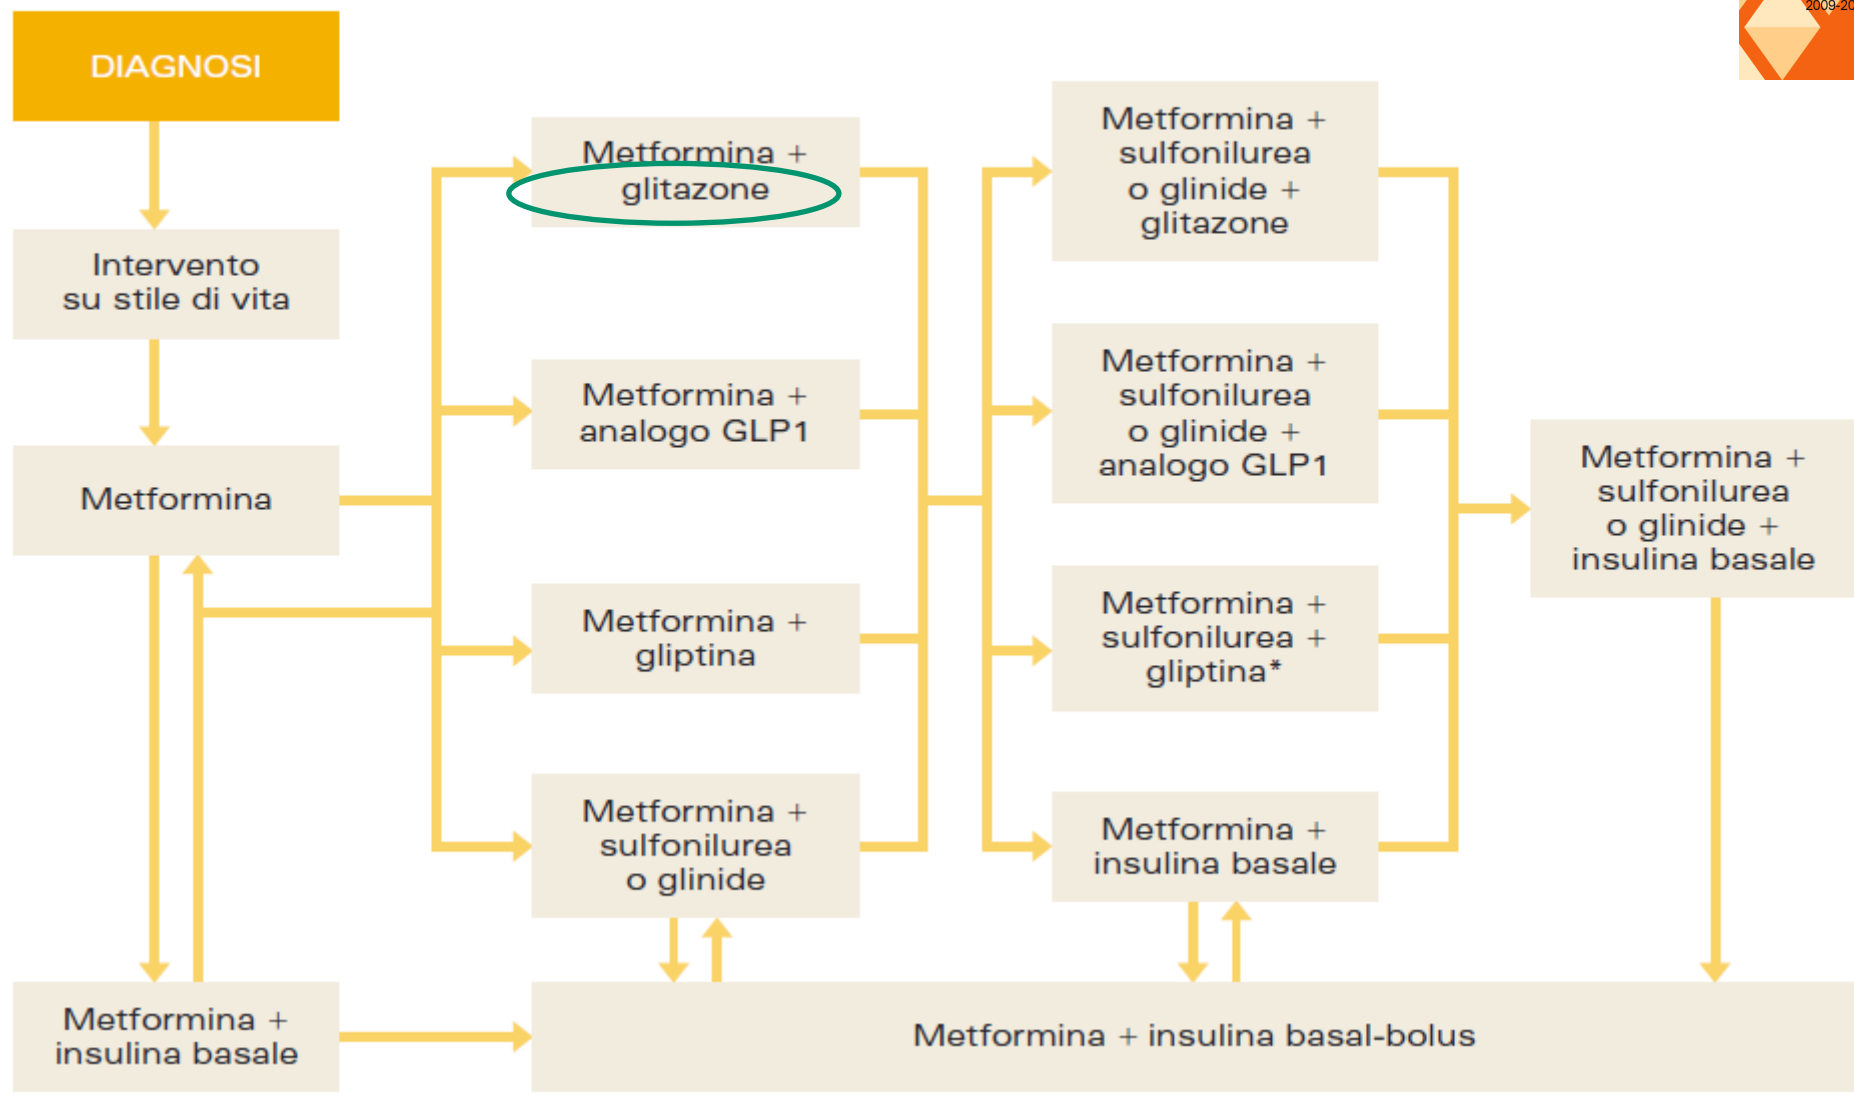 2009-20
DIAGNOSI
Intervento
su stile di vita
Metformina
Metformina +
insulina basale
Metformina +
glitazone
Metformina +
analogo GLP1
Metformina +
gliptina
Metformina +
sulfonilurea
o glinide
Metformina +
sulfonilurea
o glinide +
glitazone
Metformina +
sulfonilurea
o glinide +
analogo GLP1
Metformina +
sulfonilurea +
gliptina*
Metformina +
insulina basale
Metformina +
sulfonilurea
o glinide +
insulina basale
Metformina + insulina basal-bolus